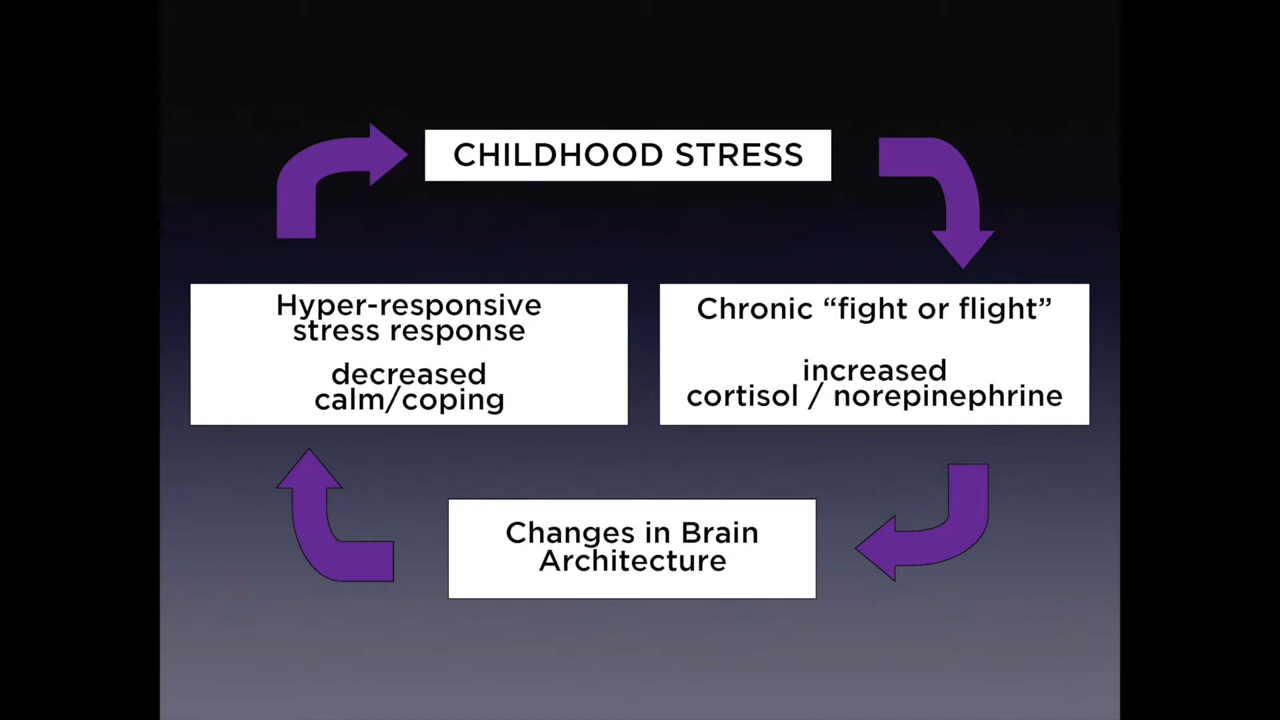 CHILDHOOD STRESS
Hyper-responsive
stress response
decreased
calm/coping
Chronic “fight or flight”
increased
cortisol / norepinephrine
Changes in Brain
Architecture